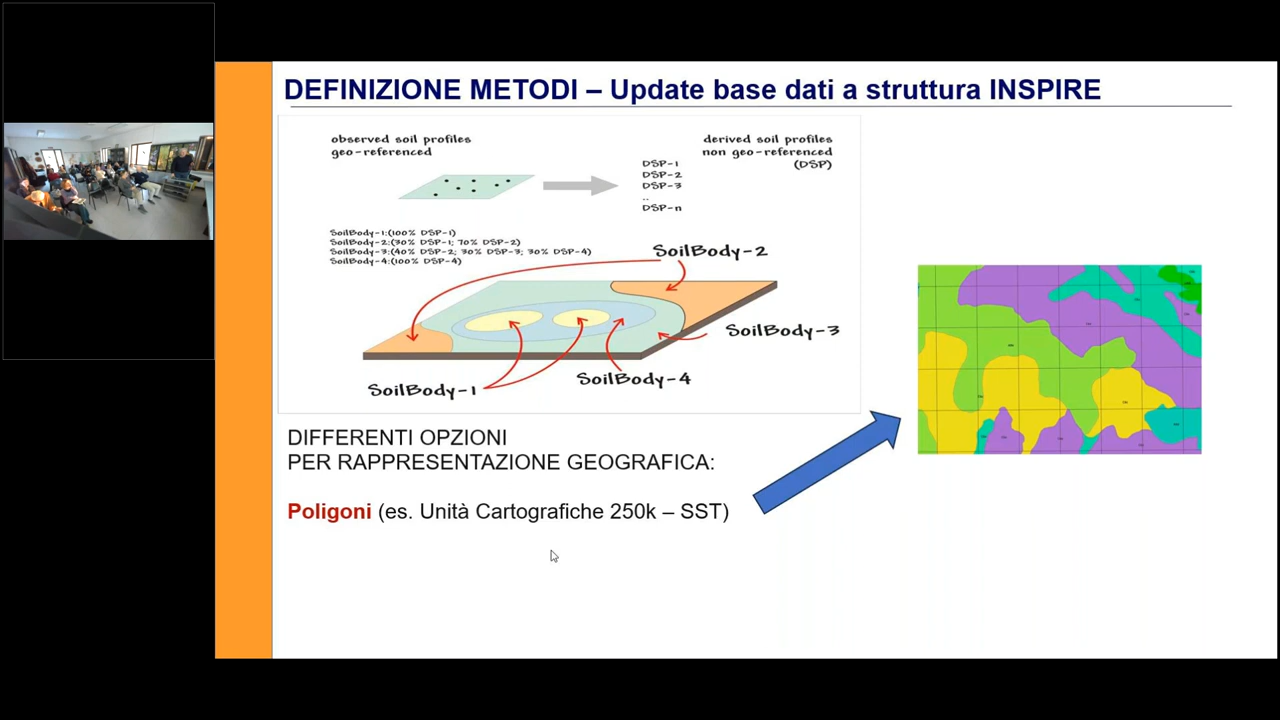 DEFINIZIONE METODI – Update base dati a struttura INSPIRE
observed soil profiles
geo-referenced
derived soil profiles
non geo-referenced
(DSP)
DSP-1
DSP-2
DSP-3
..
DSP-n
SoilBody-1:(100% DSP-1)
SoilBody-2:(30% DSP-1; 70% DSP-2)
SoilBody-3:(40% DSP-2; 30% DSP-3; 30% DSP-4)
SoilBody-4:(100% DSP-4)
SoilBody-2
SoilBody-3
SoilBody-4
SoilBody-1
DIFFERENTI OPZIONI
PER RAPPRESENTAZIONE GEOGRAFICA:
Poligoni (es. Unità Cartografiche 250k – SST)